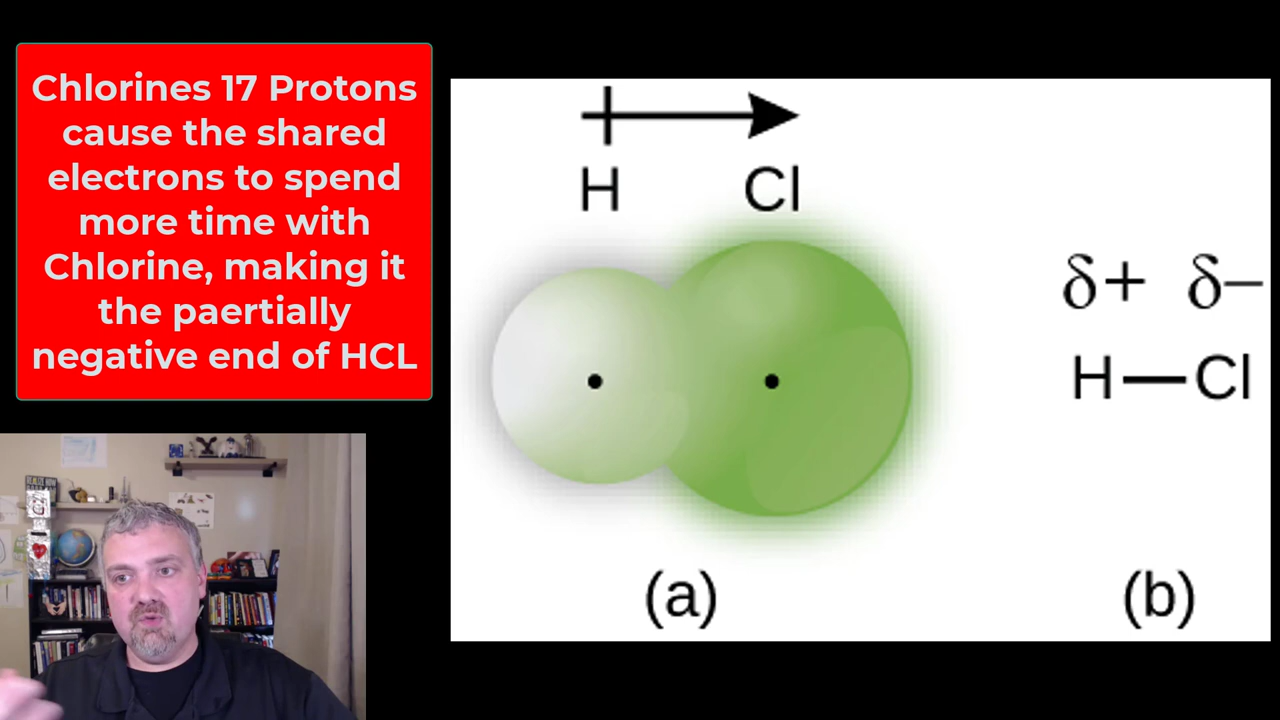 Chlorines 17 Protons
cause the shared
electrons to spend
more time with
Chlorine, making it
the paertially
negative end of HCL
H Cl
δ+ δ–
H—Cl
(a)
(b)